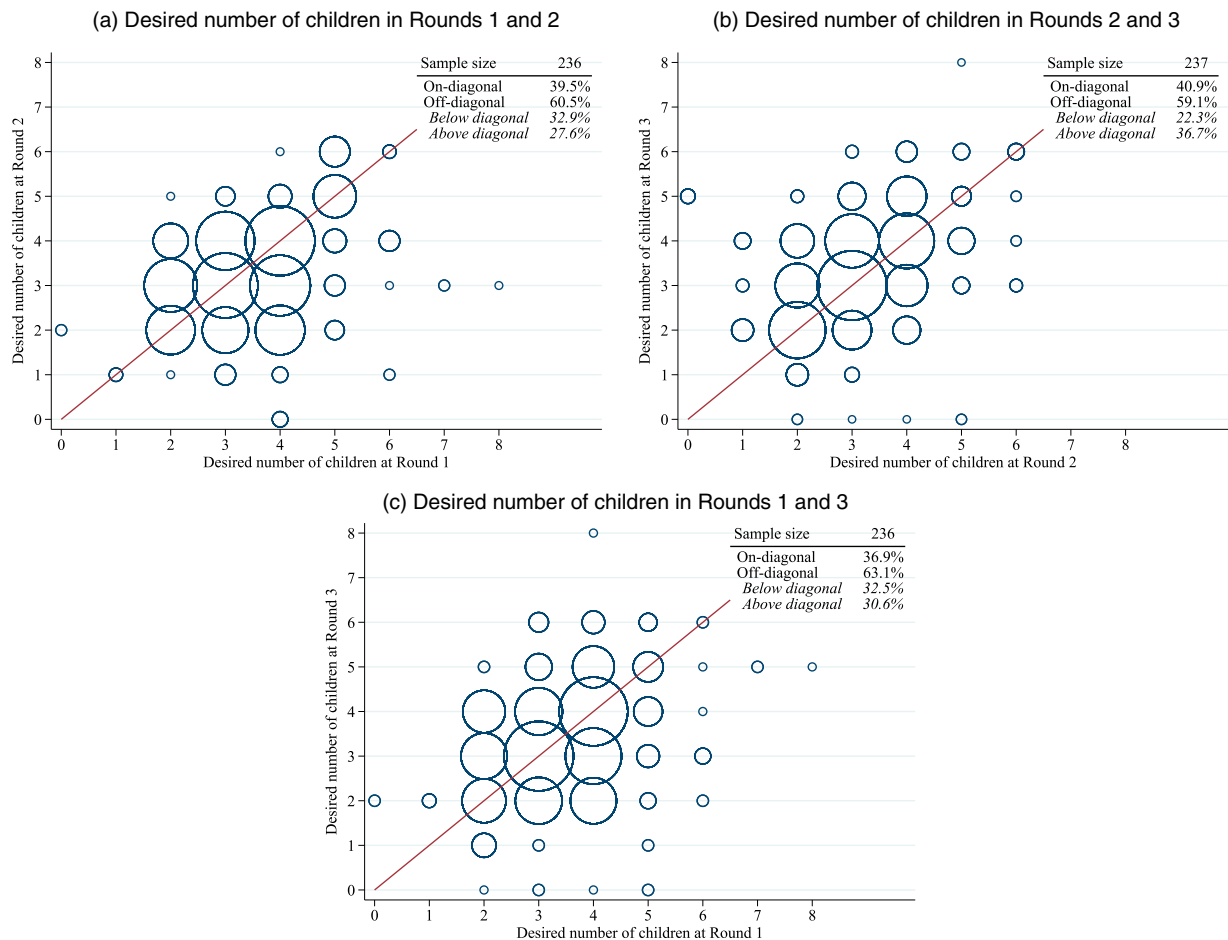 (a) Desired number of children in Rounds 1 and 2
Sample size 236
On-diagonal 39.5%
Off-diagonal 60.5%
Below diagonal 32.9%
Above diagonal 27.6%
Desired number of children at Round 2
8
7
6
5
4
3
2
1
0
0 1 2 3 4 5 6 7 8
Desired number of children at Round 1
(b) Desired number of children in Rounds 2 and 3
Sample size 237
On-diagonal 40.9%
Off-diagonal 59.1%
Below diagonal 22.3%
Above diagonal 36.7%
Desired number of children at Round 3
8
7
6
5
4
3
2
1
0
0 1 2 3 4 5 6 7 8
Desired number of children at Round 2
(c) Desired number of children in Rounds 1 and 3
Sample size 236
On-diagonal 36.9%
Off-diagonal 63.1%
Below diagonal 32.5%
Above diagonal 30.6%
Desired number of children at Round 3
8
7
6
5
4
3
2
1
0
0 1 2 3 4 5 6 7 8
Desired number of children at Round 1